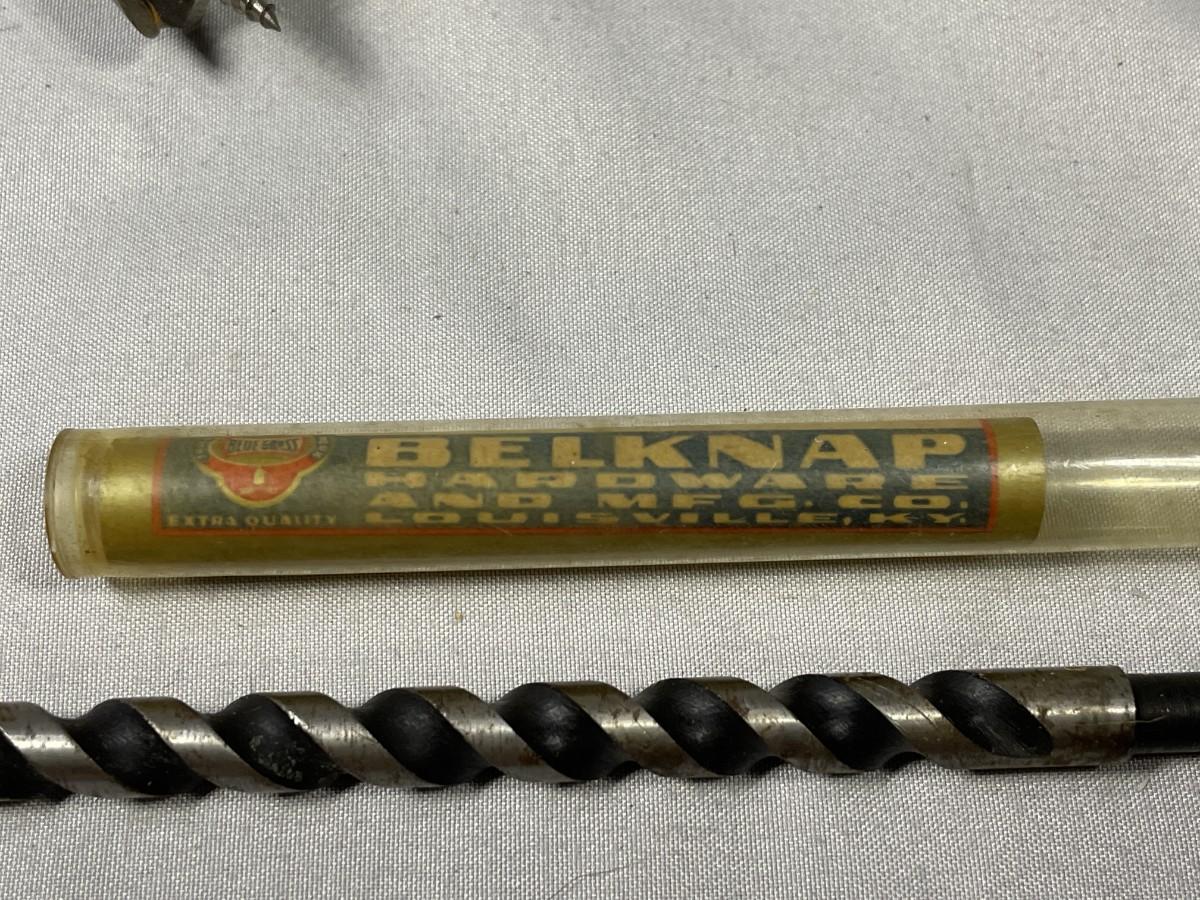 BLUE GRASS
EXTRA QUALITY
BELKNAP
HARDWARE
AND MFG. CO.
LOUISVILLE, KY.